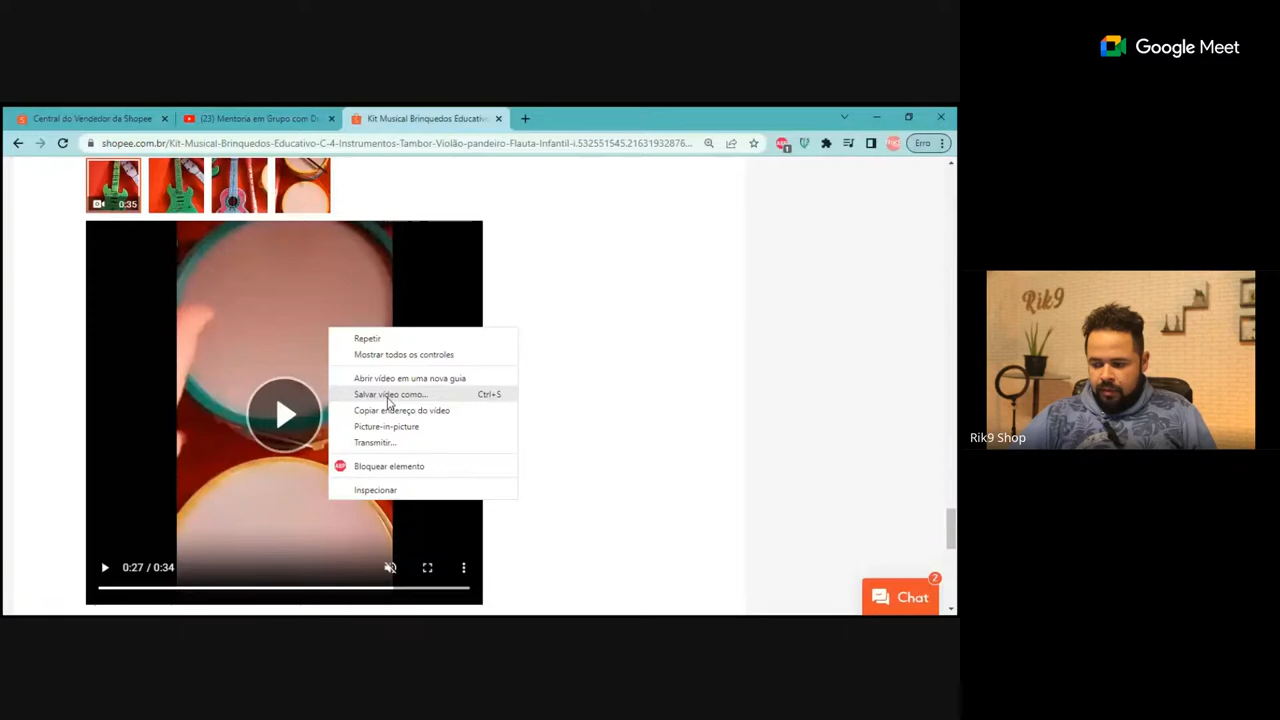 Google Meet
Central do Vendedor da Shopee
(23) Mentoria em Grupo com D
Kit Musical Brinquedos Educativo
shopee.com.br/Kit-Musical-Brinquedos-Educativo-C-4-Instrumentos-Tambor-Violão-pandeiro-Flauta-Infantil-i.532551545.21631932876...
Erro
0:35
Repetir
Mostrar todos os controles
Abrir vídeo em uma nova guia
Salvar vídeo como...
Ctrl+S
Copiar endereço do vídeo
Picture-in-picture
Transmitir...
ABP
Bloquear elemento
Inspecionar
0:27 / 0:34
Chat
2
Rik9
Rik9 Shop